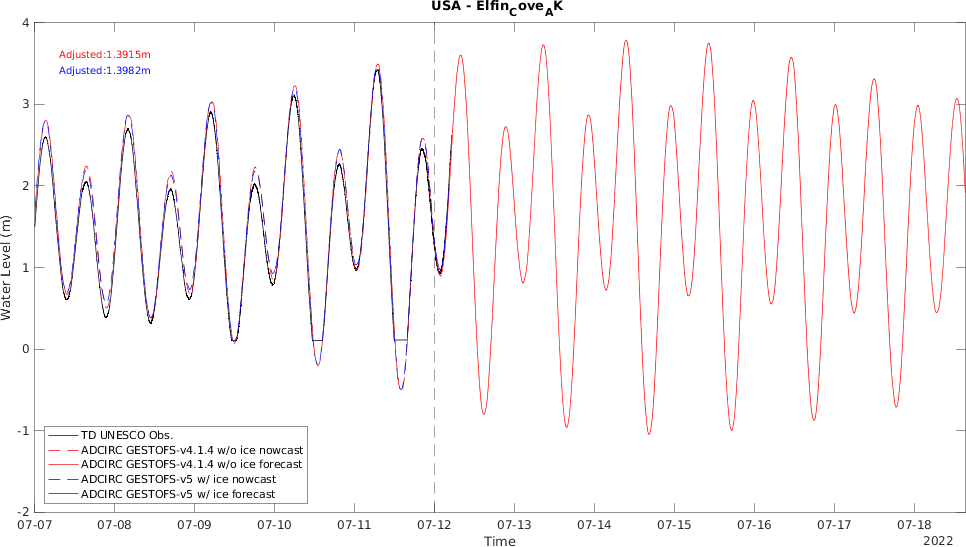 USA - ElfinCoveAK
Adjusted:1.3915m
Adjusted:1.3982m
4
3
2
1
0
-1
-2
Water Level (m)
TD UNESCO Obs.
ADCIRC GESTOFS-v4.1.4 w/o ice nowcast
ADCIRC GESTOFS-v4.1.4 w/o ice forecast
ADCIRC GESTOFS-v5 w/ ice nowcast
ADCIRC GESTOFS-v5 w/ ice forecast
07-07 07-08 07-09 07-10 07-11 07-12 07-13 07-14 07-15 07-16 07-17 07-18
Time
2022